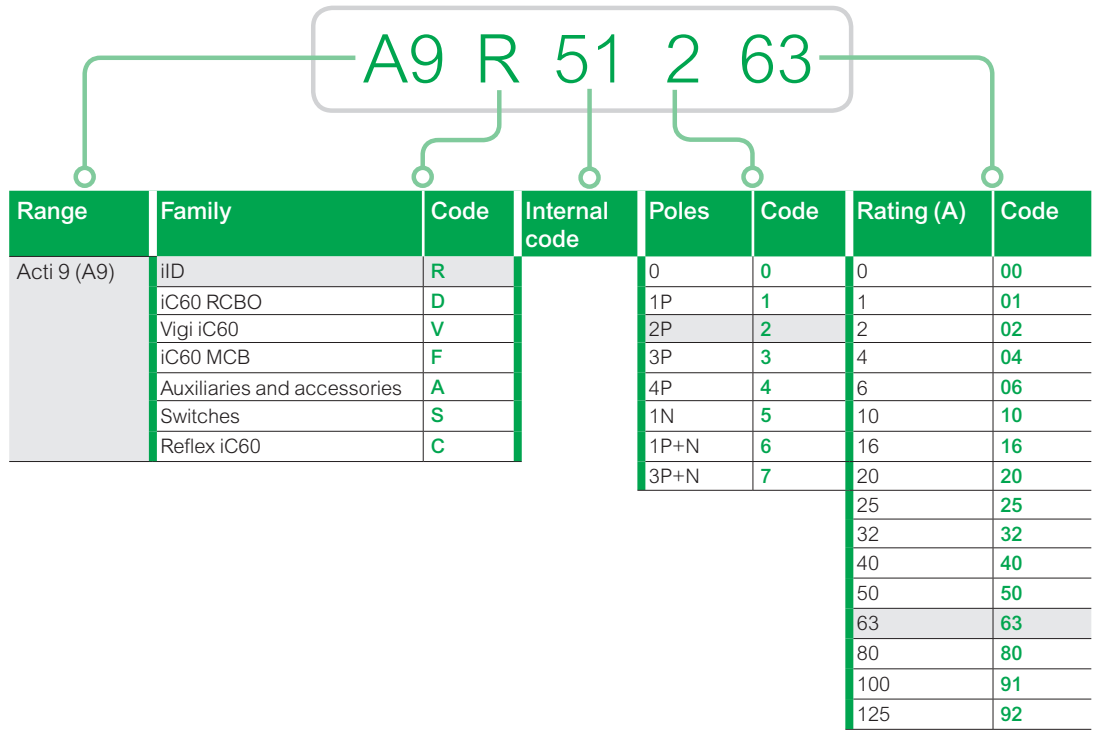 A9 R 51 2 63
Range Family Code Internal code Poles Code Rating (A) Code
Acti 9 (A9) iID R 0 0 0 00
iC60 RCBO D 1P 1 1 01
Vigi iC60 V 2P 2 2 02
iC60 MCB F 3P 3 4 04
Auxiliaries and accessories A 4P 4 6 06
Switches S 1N 5 10 10
Reflex iC60 C 1P+N 6 16 16
3P+N 7 20 20
25 25
32 32
40 40
50 50
63 63
80 80
100 91
125 92